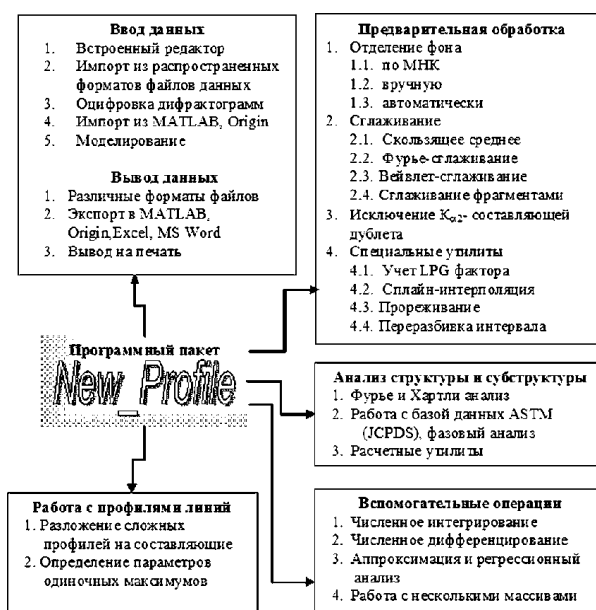 Ввод данных
1. Встроенный редактор
2. Импорт из распространенных
форматов файлов данных
3. Оцифровка дифрактограмм
4. Импорт из MATLAB, Origin
5. Моделирование
Вывод данных
1. Различные форматы файлов
2. Экспорт в MATLAB,
Origin,Excel, MS Word
3. Вывод на печать
Предварительная обработка
1. Отделение фона
1.1. по МНК
1.2. вручную
1.3. автоматически
2. Сглаживание
2.1. Скользящее среднее
2.2. Фурье-сглаживание
2.3. Вейвлет-сглаживание
2.4. Сглаживание фрагментами
3. Исключение Kα2- составляющей
дублета
4. Специальные утилиты
4.1. Учет LPG фактора
4.2. Сплайн-интерполяция
4.3. Прореживание
4.4. Переразбивка интервала
Программный пакет
New_Profile
Анализ структуры и субструктуры
1. Фурье и Хартли анализ
2. Работа с базой данных ASTM
(JCPDS), фазовый анализ
3. Расчетные утилиты
Работа с профилями линий
1. Разложение сложных
профилей на составляющие
2. Определение параметров
одиночных максимумов
Вспомогательные операции
1. Численное интегрирование
2. Численное дифференцирование
3. Аппроксимация и регрессионный
анализ
4. Работа с несколькими массивами